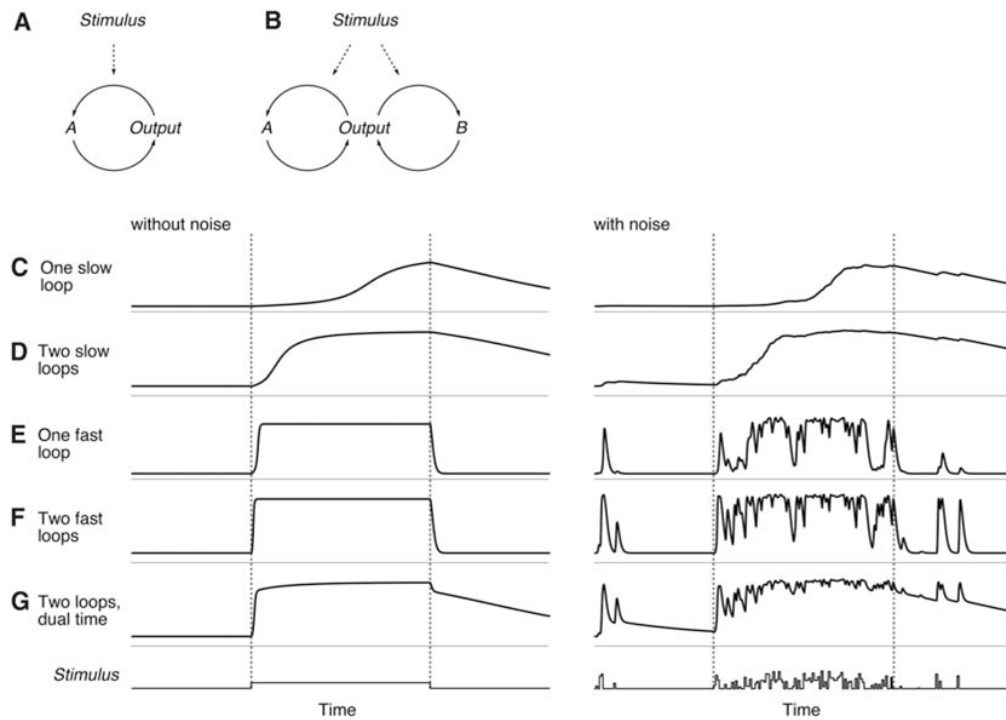 A Stimulus B Stimulus
A Output A Output B
without noise with noise
C One slow
loop
D Two slow
loops
E One fast
loop
F Two fast
loops
G Two loops,
dual time
Stimulus
Time Time